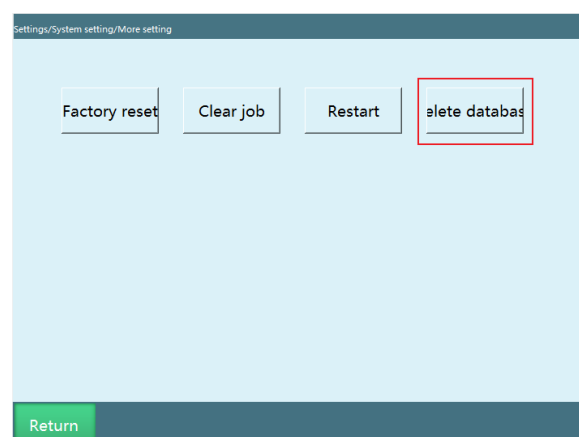 Settings/System setting/More setting
Factory reset
Clear job
Restart
elete databas
Return